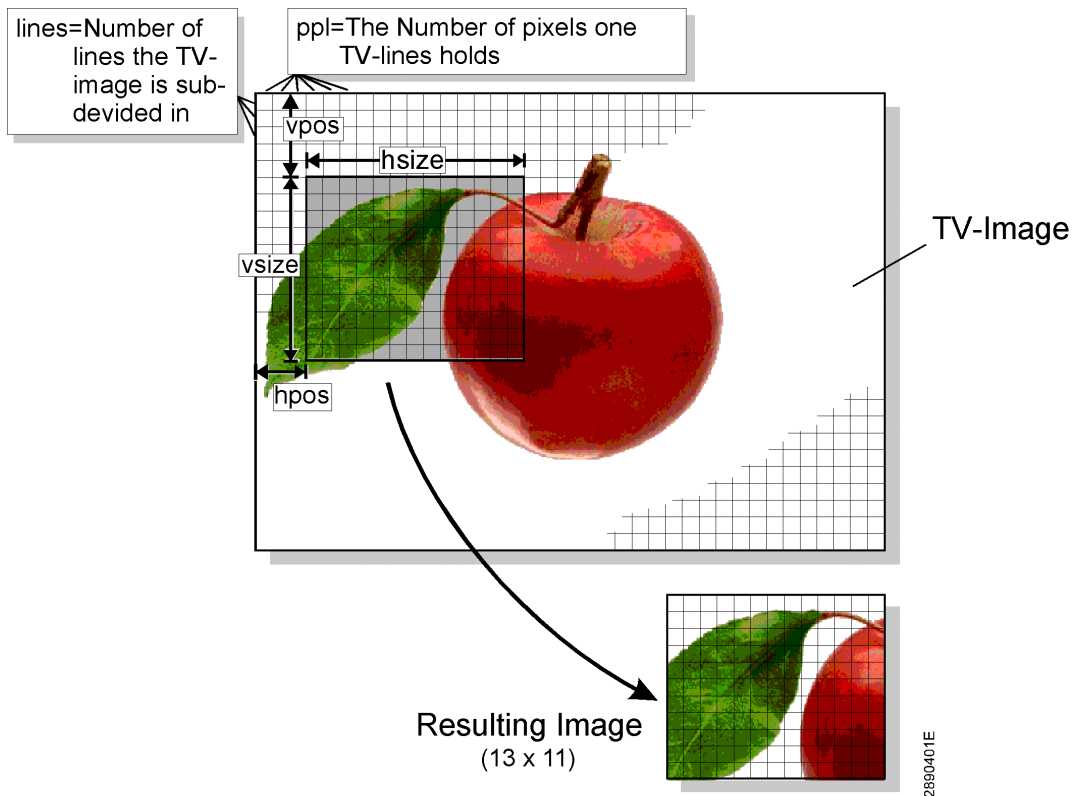 lines=Number of
lines the TV-
image is sub-
devided in
ppl=The Number of pixels one
TV-lines holds
vpos
hsize
vsize
hpos
TV-Image
Resulting Image
(13 x 11)
2890401E